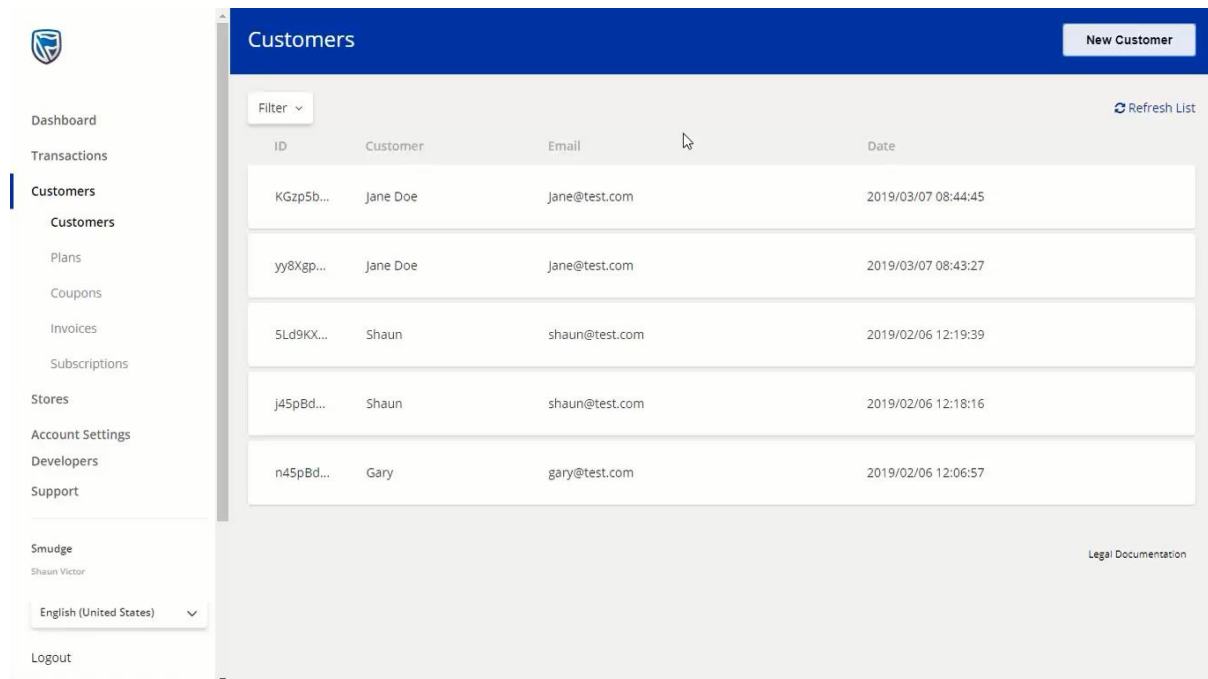 Customers
New Customer
Dashboard
Transactions
Customers
Customers
Plans
Coupons
Invoices
Subscriptions
Stores
Account Settings
Developers
Support
Smudge
Shaun Victor
English (United States)
Logout
Filter
Refresh List
ID Customer Email Date
KGzp5b... Jane Doe Jane@test.com 2019/03/07 08:44:45
yy8Xgp... Jane Doe Jane@test.com 2019/03/07 08:43:27
5Ld9KX... Shaun shaun@test.com 2019/02/06 12:19:39
j45pBd... Shaun shaun@test.com 2019/02/06 12:18:16
n45pBd... Gary gary@test.com 2019/02/06 12:06:57
Legal Documentation